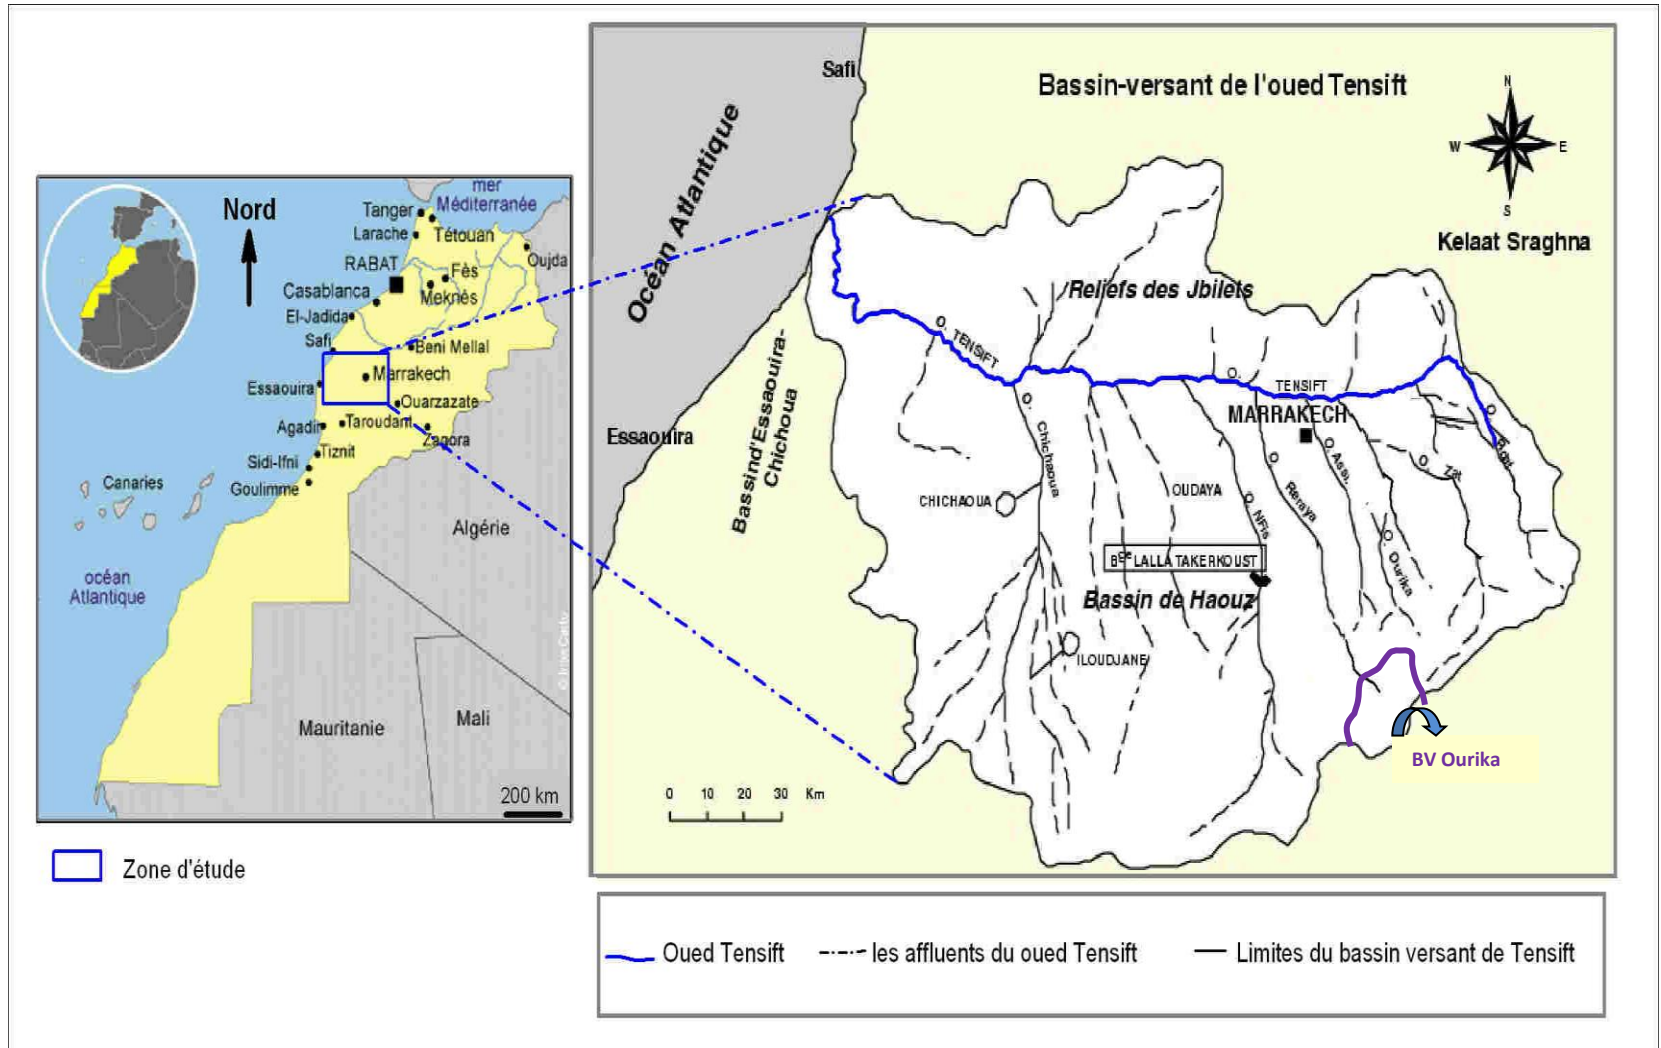 Nord
mer
Méditerranée
Tanger
Tétouan
Larache
Oujda
RABAT
Fès
Meknès
Casablanca
El-Jadida
Safi
Beni Mellal
Marrakech
Essaouira
Ouarzazate
Agadir
Taroudant
Zagora
Tiznit
Sidi-Ifni
Goulimme
Canaries
Algérie
océan
Atlantique
Mauritanie
Mali
200 km
Zone d'étude
Safi
Bassin-versant de l'oued Tensift
N
W
E
S
Océan Atlantique
Kelaat Sraghna
Reliefs des Jbilets
O. TENSIFT
O.
TENSIFT
MARRAKECH
Essaouira
Bassind'Essaouira-
Chichoua
O. Chichaoua
CHICHAOUA
OUDAYA
O. NFis
O Reraya
O. Assi.
O. Zat
O.
O. Ourika
Bge LALLA TAKERKOUST
Bassin de Haouz
ILOUDJANE
BV Ourika
0 10 20 30 Km
Oued Tensift
les affluents du oued Tensift
Limites du bassin versant de Tensift